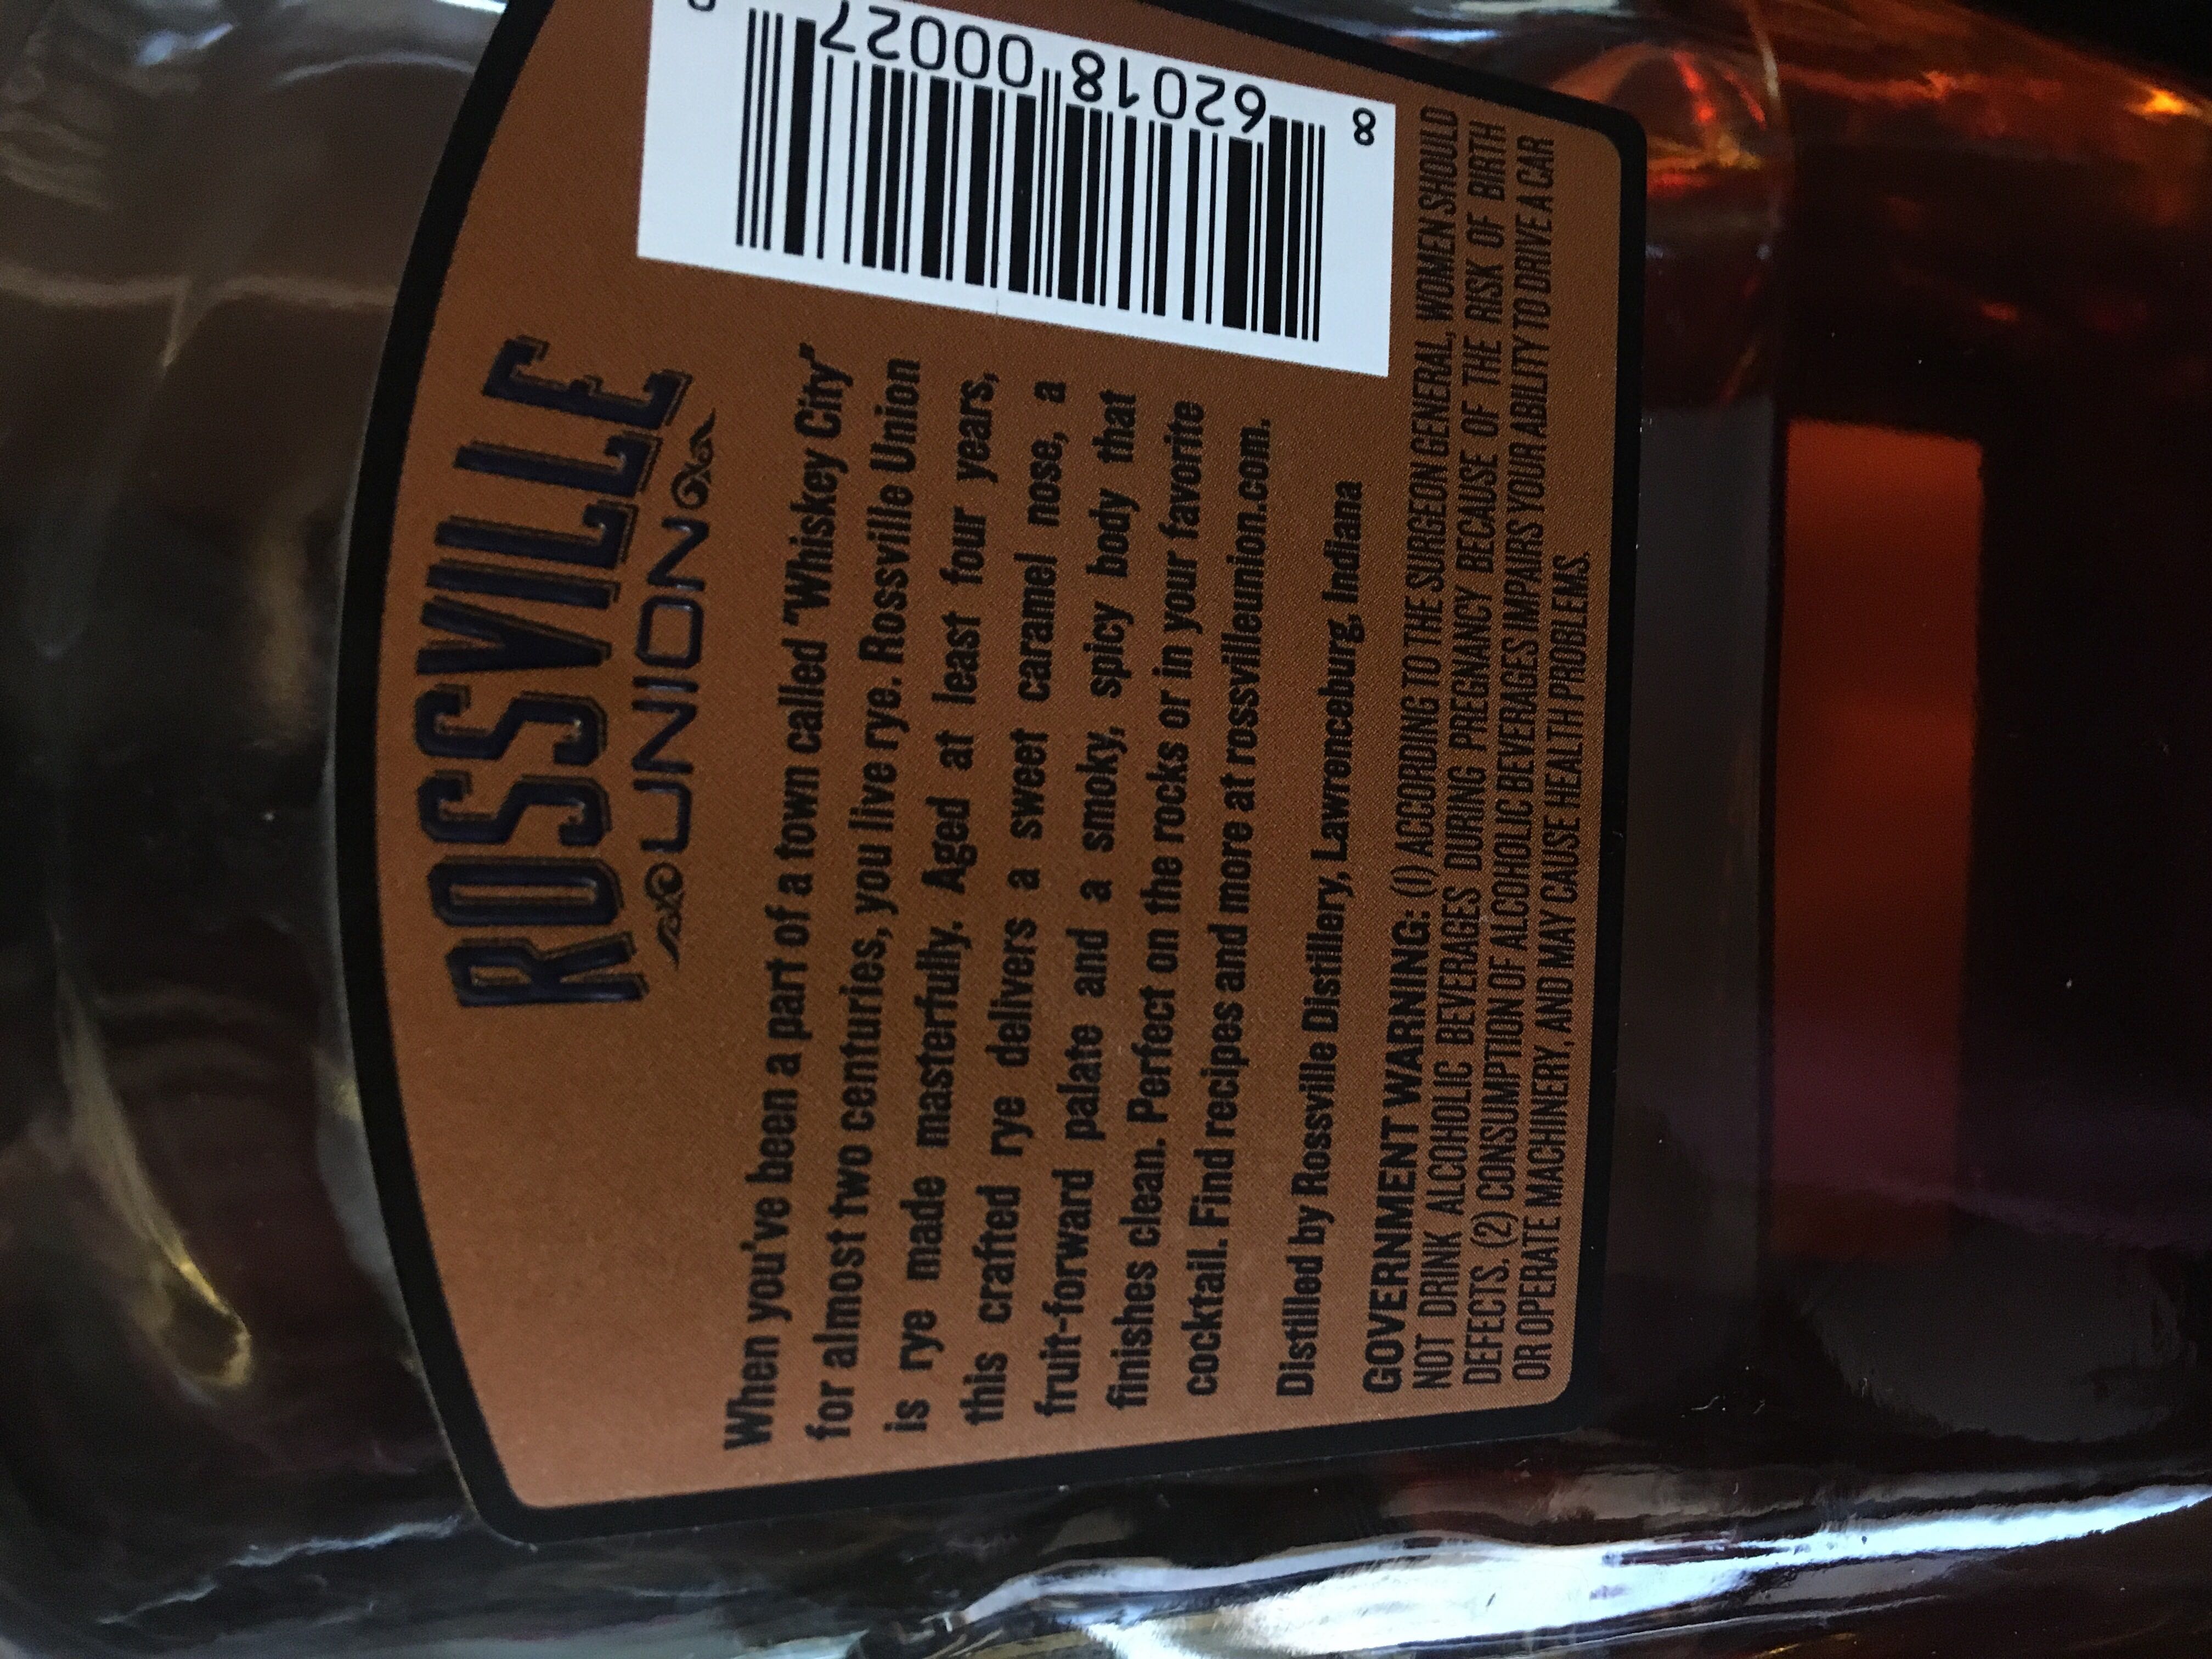 ROSSVILLE
UNION
When you've been a part of a town called "Whiskey City"
for almost two centuries, you live rye. Rossville Union
is rye made masterfully. Aged at least four years,
this crafted rye delivers a sweet caramel nose, a
fruit-forward palate and a smoky, spicy body that
finishes clean. Perfect on the rocks or in your favorite
cocktail. Find recipes and more at rossvilleunion.com.
Distilled by Rossville Distillery, Lawrenceburg, Indiana
GOVERNMENT WARNING: (1) ACCORDING TO THE SURGEON GENERAL, WOMEN SHOULD
NOT DRINK ALCOHOLIC BEVERAGES DURING PREGNANCY BECAUSE OF THE RISK OF BIRTH
DEFECTS. (2) CONSUMPTION OF ALCOHOLIC BEVERAGES IMPAIRS YOUR ABILITY TO DRIVE A CAR
OR OPERATE MACHINERY, AND MAY CAUSE HEALTH PROBLEMS.
8 62018 00027